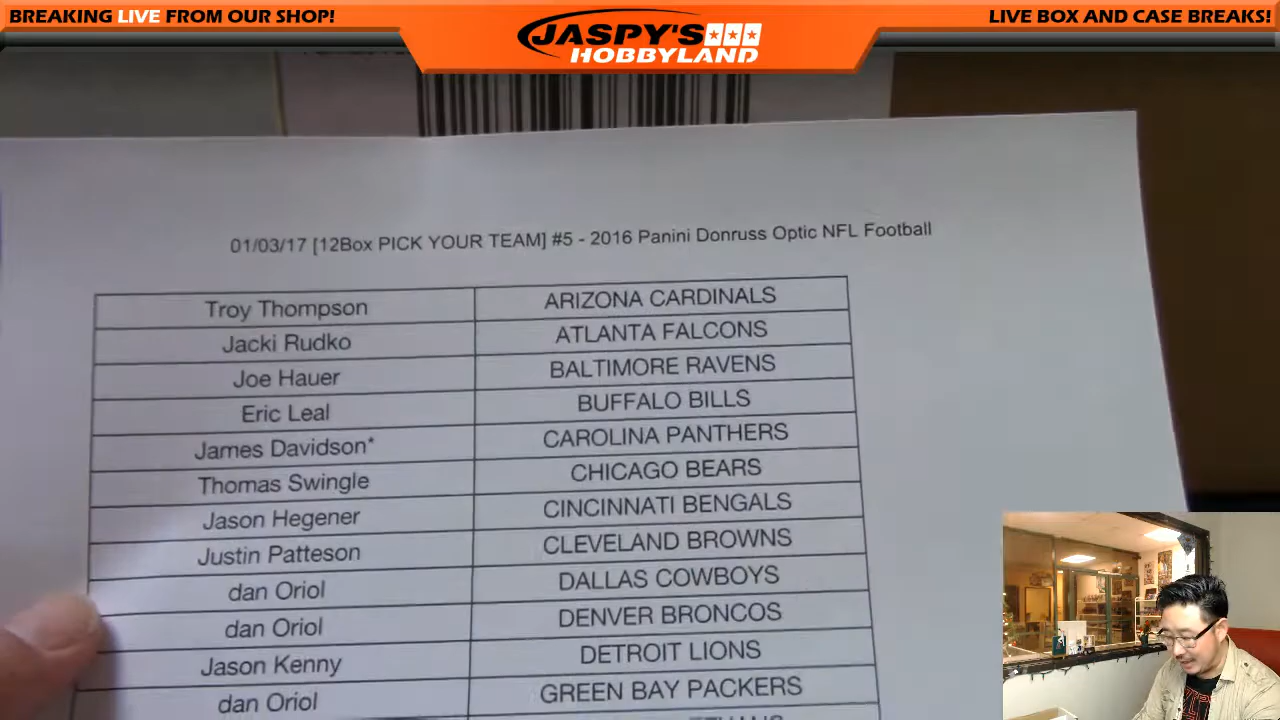 BREAKING LIVE FROM OUR SHOP!
JASPY'S
HOBBYLAND
LIVE BOX AND CASE BREAKS!
01/03/17 [12Box PICK YOUR TEAM] #5 - 2016 Panini Donruss Optic NFL Football
Troy Thompson ARIZONA CARDINALS
Jacki Rudko ATLANTA FALCONS
Joe Hauer BALTIMORE RAVENS
Eric Leal BUFFALO BILLS
James Davidson* CAROLINA PANTHERS
Thomas Swingle CHICAGO BEARS
Jason Hegener CINCINNATI BENGALS
Justin Patteson CLEVELAND BROWNS
dan Oriol DALLAS COWBOYS
dan Oriol DENVER BRONCOS
Jason Kenny DETROIT LIONS
dan Oriol GREEN BAY PACKERS